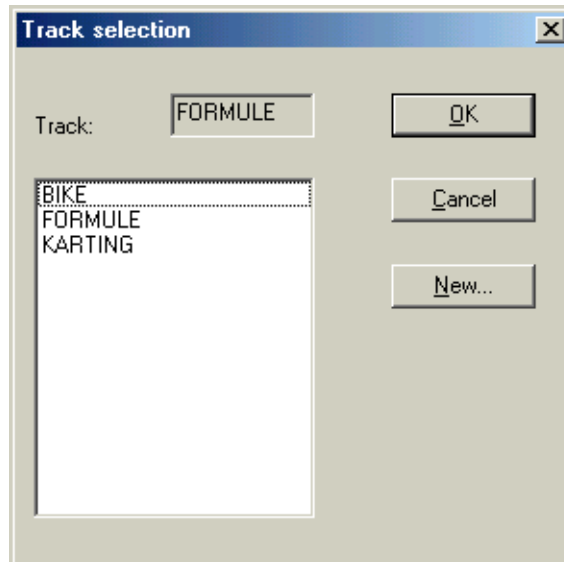 Track selection
Track: FORMULE
OK
BIKE
FORMULE
KARTING
Cancel
New...